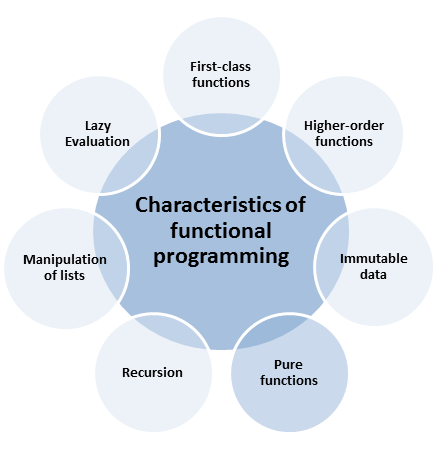 First-class
functions
Higher-order
functions
Immutable
data
Pure
functions
Recursion
Manipulation
of lists
Lazy
Evaluation
Characteristics of
functional
programming